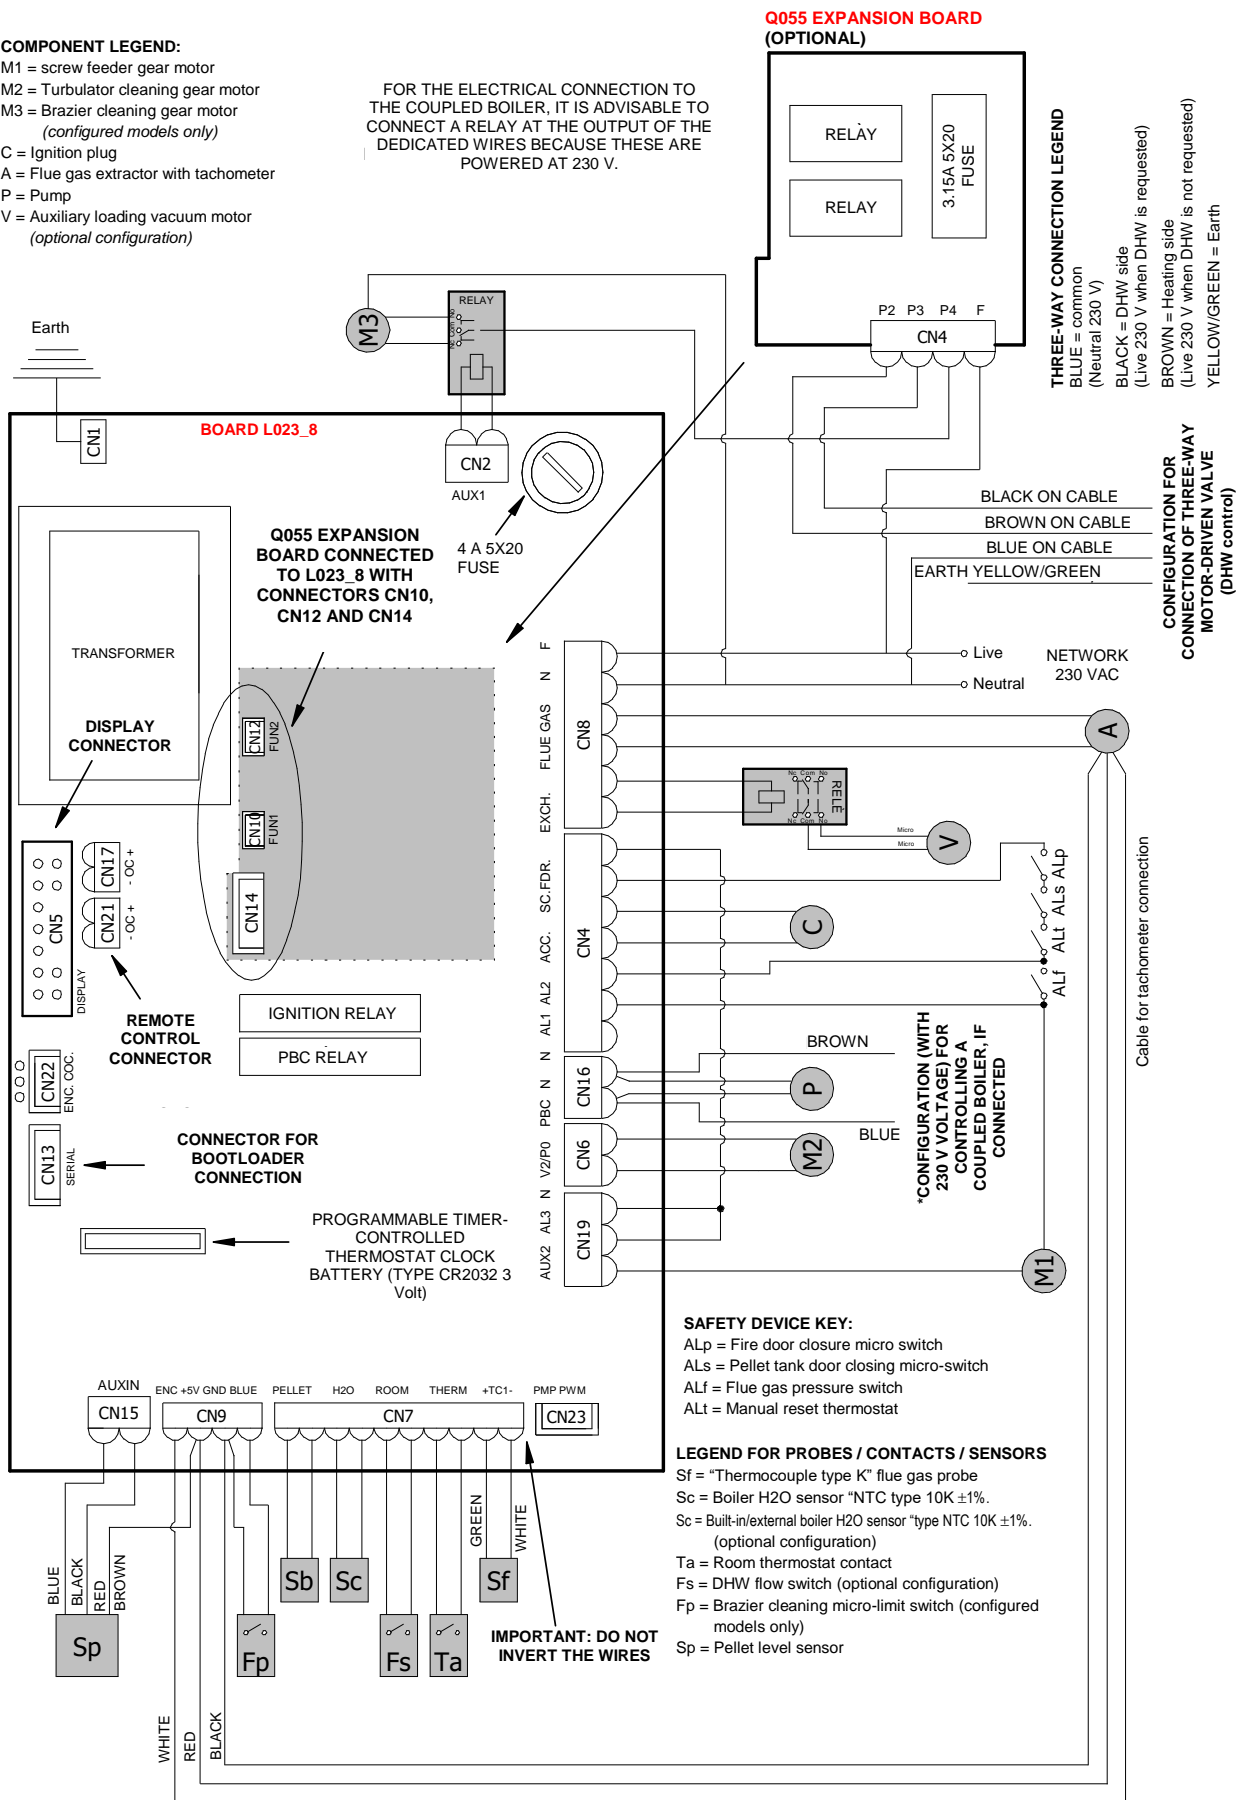 Q055 EXPANSION BOARD
(OPTIONAL)
COMPONENT LEGEND:
M1 = screw feeder gear motor
M2 = Turbulator cleaning gear motor
M3 = Brazier cleaning gear motor
(configured models only)
C = Ignition plug
A = Flue gas extractor with tachometer
P = Pump
V = Auxiliary loading vacuum motor
(optional configuration)
FOR THE ELECTRICAL CONNECTION TO
THE COUPLED BOILER, IT IS ADVISABLE TO
CONNECT A RELAY AT THE OUTPUT OF THE
DEDICATED WIRES BECAUSE THESE ARE
POWERED AT 230 V.
RELAY
RELAY
3.15A 5X20
FUSE
P2 P3 P4 F
CN4
THREE-WAY CONNECTION LEGEND
BLUE = common
(Neutral 230 V)
BLACK = DHW side
(Live 230 V when DHW is requested)
BROWN = Heating side
(Live 230 V when DHW is not requested)
YELLOW/GREEN = Earth
Earth
CN1
M3
RELAY
No
Com
Nc
BOARD L023_8
CN2
AUX1
4 A 5X20
FUSE
Q055 EXPANSION
BOARD CONNECTED
TO L023_8 WITH
CONNECTORS CN10,
CN12 AND CN14
BLACK ON CABLE
BROWN ON CABLE
BLUE ON CABLE
EARTH YELLOW/GREEN
CONFIGURATION FOR
CONNECTION OF THREE-WAY
MOTOR-DRIVEN VALVE
(DHW control)
TRANSFORMER
DISPLAY
CONNECTOR
CN12
FUN2
CN10
FUN1
CN14
F
N
FLUE GAS
EXCH.
CN8
Live
Neutral
NETWORK
230 VAC
A
Nc Com No
Nc Com No
RELÈ
Micro
Micro
V
CN5
DISPLAY
CN17
- OC +
CN21
- OC +
REMOTE
CONTROL
CONNECTOR
SC.FDR.
ACC.
AL2
AL1
CN4
C
ALp
ALs
ALt
ALf
Cable for tachometer connection
IGNITION RELAY
PBC RELAY
CN22
ENC. COC.
CN13
SERIAL
CONNECTOR FOR
BOOTLOADER
CONNECTION
N
N
PBC
CN16
BROWN
P
BLUE
V2/P0
CN6
M2
*CONFIGURATION (WITH
230 V VOLTAGE) FOR
CONTROLLING A
COUPLED BOILER, IF
CONNECTED
N
AL3
AUX2
CN19
M1
PROGRAMMABLE TIMER-
CONTROLLED
THERMOSTAT CLOCK
BATTERY (TYPE CR2032 3
Volt)
SAFETY DEVICE KEY:
ALp = Fire door closure micro switch
ALs = Pellet tank door closing micro-switch
ALf = Flue gas pressure switch
ALt = Manual reset thermostat
AUXIN
CN15
ENC +5V GND BLUE
CN9
PELLET H2O ROOM THERM +TC1-
CN7
PMP PWM
CN23
LEGEND FOR PROBES / CONTACTS / SENSORS
Sf = “Thermocouple type K” flue gas probe
Sc = Boiler H2O sensor “NTC type 10K ±1%.
Sc = Built-in/external boiler H2O sensor “type NTC 10K ±1%.
(optional configuration)
Ta = Room thermostat contact
Fs = DHW flow switch (optional configuration)
Fp = Brazier cleaning micro-limit switch (configured
models only)
Sp = Pellet level sensor
BLUE
BLACK
RED
BROWN
GREEN
WHITE
Sp
Fp
Sb
Sc
Fs
Ta
Sf
IMPORTANT: DO NOT
INVERT THE WIRES
WHITE
RED
BLACK